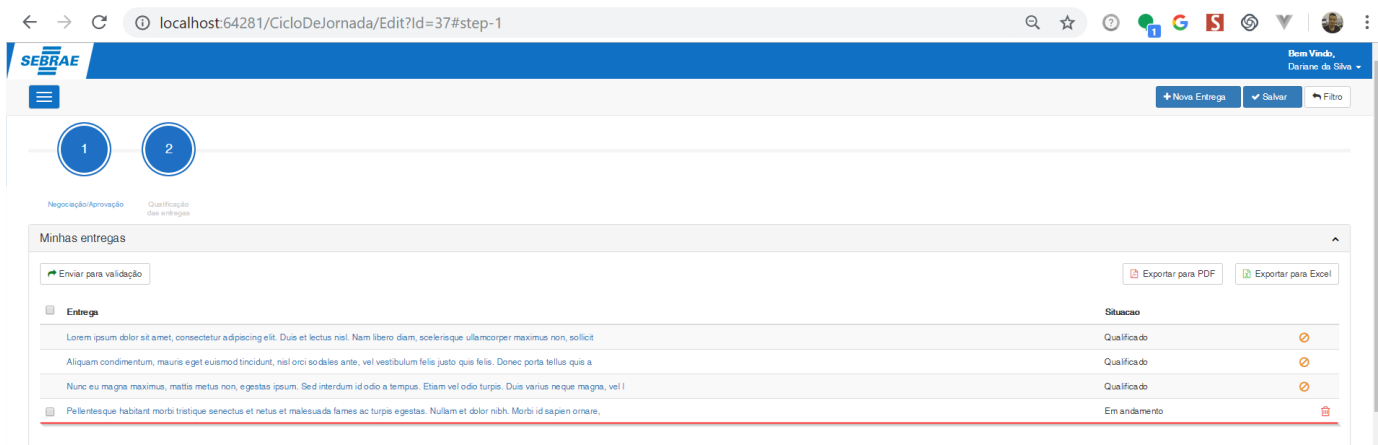 localhost:64281/CicloDeJornada/Edit?Id=37#step-1
1
SEBRAE
Bem Vindo,
Dariane da Silva
Nova Entrega
Salvar
Filtro
1
2
Negociação/Aprovação
Qualificação
das entregas
Minhas entregas
Enviar para validação
Exportar para PDF
Exportar para Excel
Entrega
Situacao
Lorem ipsum dolor sit amet, consectetur adipiscing elit. Duis et lectus nisl. Nam libero diam, scelerisque ullamcorper maximus non, sollicit
Qualificado
Aliquam condimentum, mauris eget euismod tincidunt, nisl orci sodales ante, vel vestibulum felis justo quis felis. Donec porta tellus quis a
Qualificado
Nunc eu magna maximus, mattis metus non, egestas ipsum. Sed interdum id odio a tempus. Etiam vel odio turpis. Duis varius neque magna, vel l
Qualificado
Pellentesque habitant morbi tristique senectus et netus et malesuada fames ac turpis egestas. Nullam et dolor nibh. Morbi id sapien ornare,
Em andamento